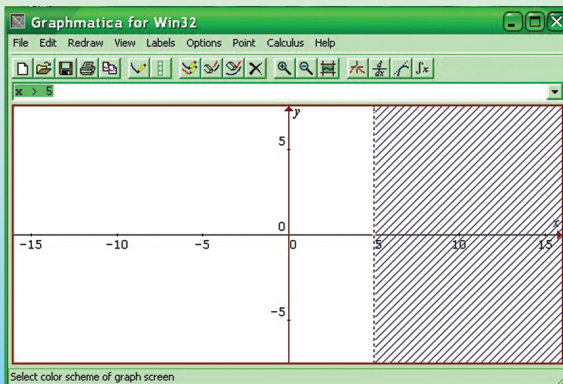 Graphmatica for Win32
File Edit Redraw View Labels Options Point Calculus Help
x > 5
y
5
0
x
-15 -10 -5 0 5 10 15
-5
Select color scheme of graph screen